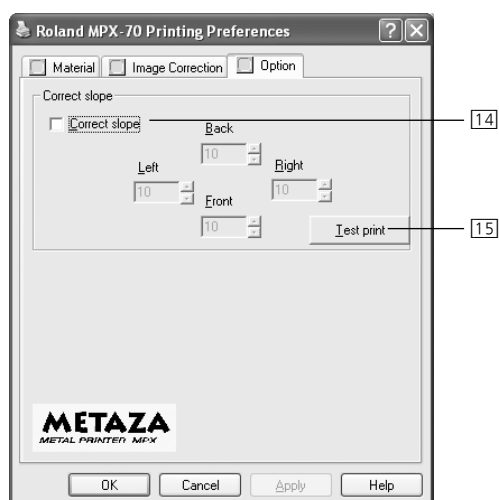 Roland MPX-70 Printing Preferences
Material Image Correction Option
Correct slope
Correct slope 14
Back
10
Left Right
10 10
Front
10
Test print 15
METAZA
METAL PRINTER MPX
OK Cancel Apply Help